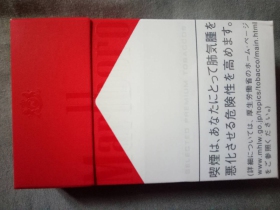 喫煙は、あなたにとって肺気腫を
悪化させる危険性を高めます。
(詳細については、厚生労働省のホーム・ページ
www.mhlw.go.jp/topics/tobacco/main.html
をご参照ください。)